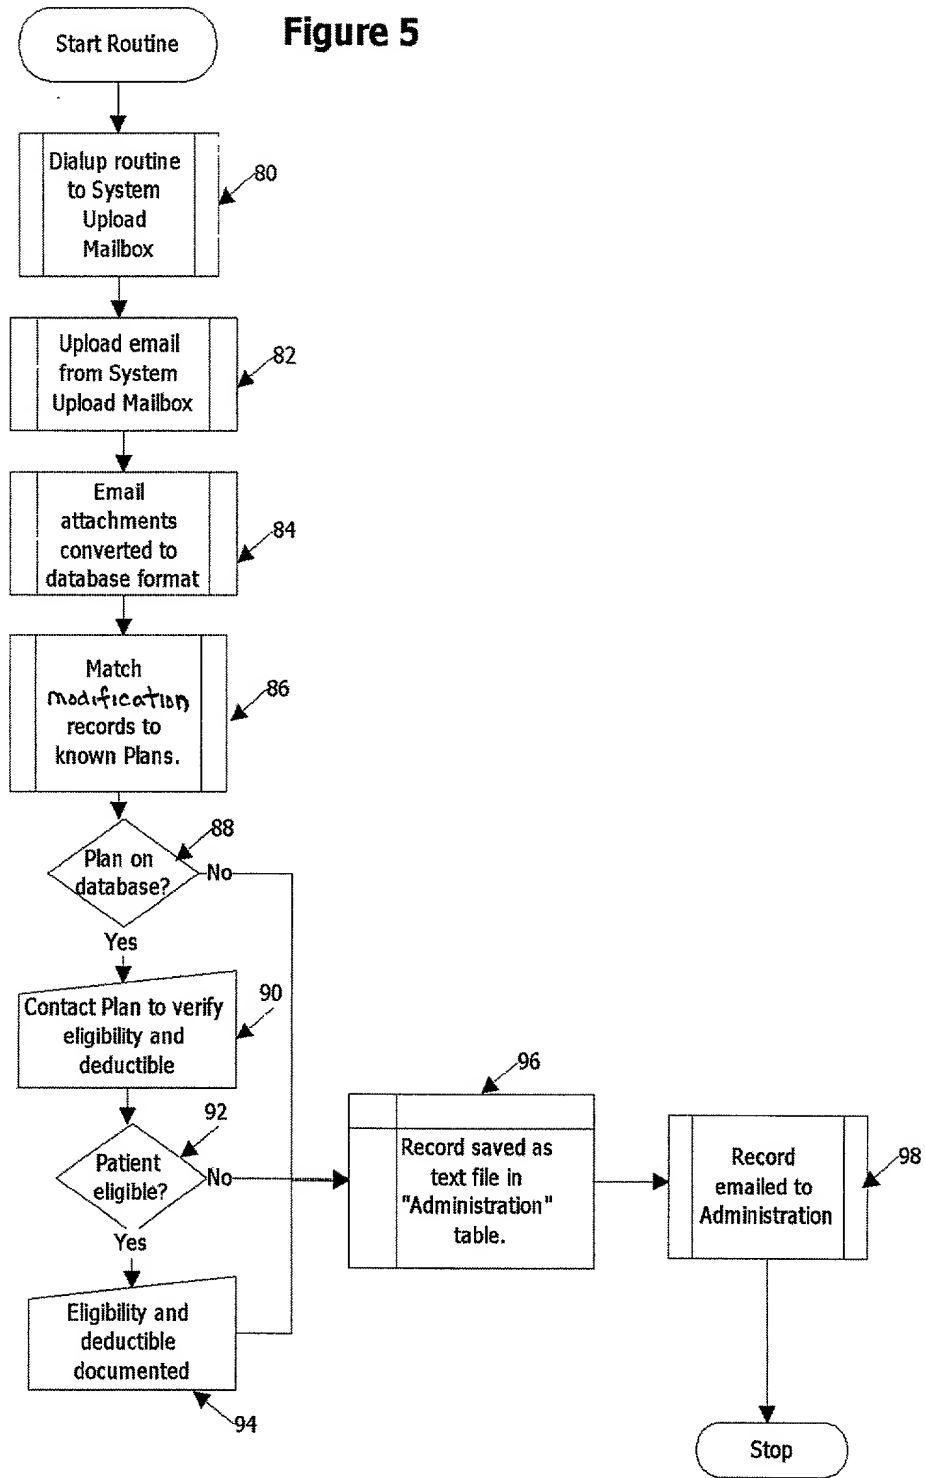 Figure 5
Start Routine
Dialup routine
to System
Upload
Mailbox
80
Upload email
from System
Upload Mailbox
82
Email
attachments
converted to
database format
84
Match
modification
records to
known Plans.
86
88
Plan on
database?
No
Yes
Contact Plan to verify
eligibility and
deductible
90
92
Patient
eligible?
No
Yes
Eligibility and
deductible
documented
94
96
Record saved as
text file in
"Administration"
table.
Record
emailed to
Administration
98
Stop